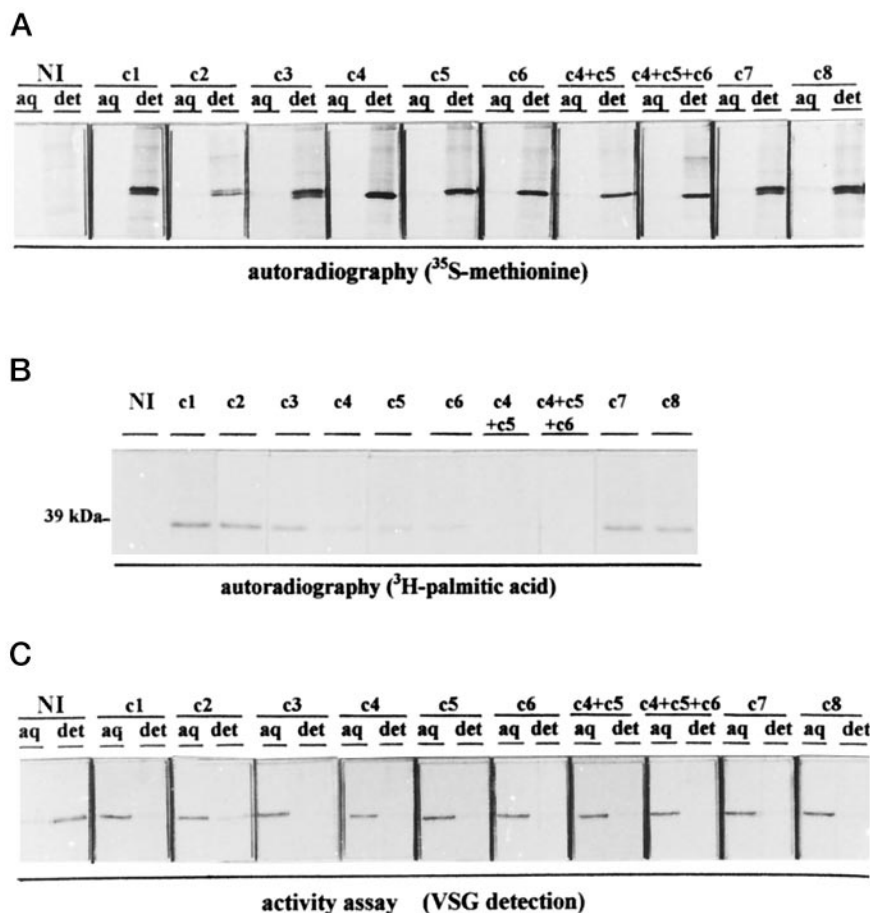 A
NI c1 c2 c3 c4 c5 c6 c4+c5 c4+c5+c6 c7 c8
aq det aq det aq det aq det aq det aq det aq det aq det aq det aq det aq det
autoradiography (³⁵S-methionine)
B
NI c1 c2 c3 c4 c5 c6 c4 c4+c5 c7 c8
+c5 +c6
39 kDa-
autoradiography (³H-palmitic acid)
C
NI c1 c2 c3 c4 c5 c6 c4+c5 c4+c5+c6 c7 c8
aq det aq det aq det aq det aq det aq det aq det aq det aq det aq det aq det
activity assay (VSG detection)